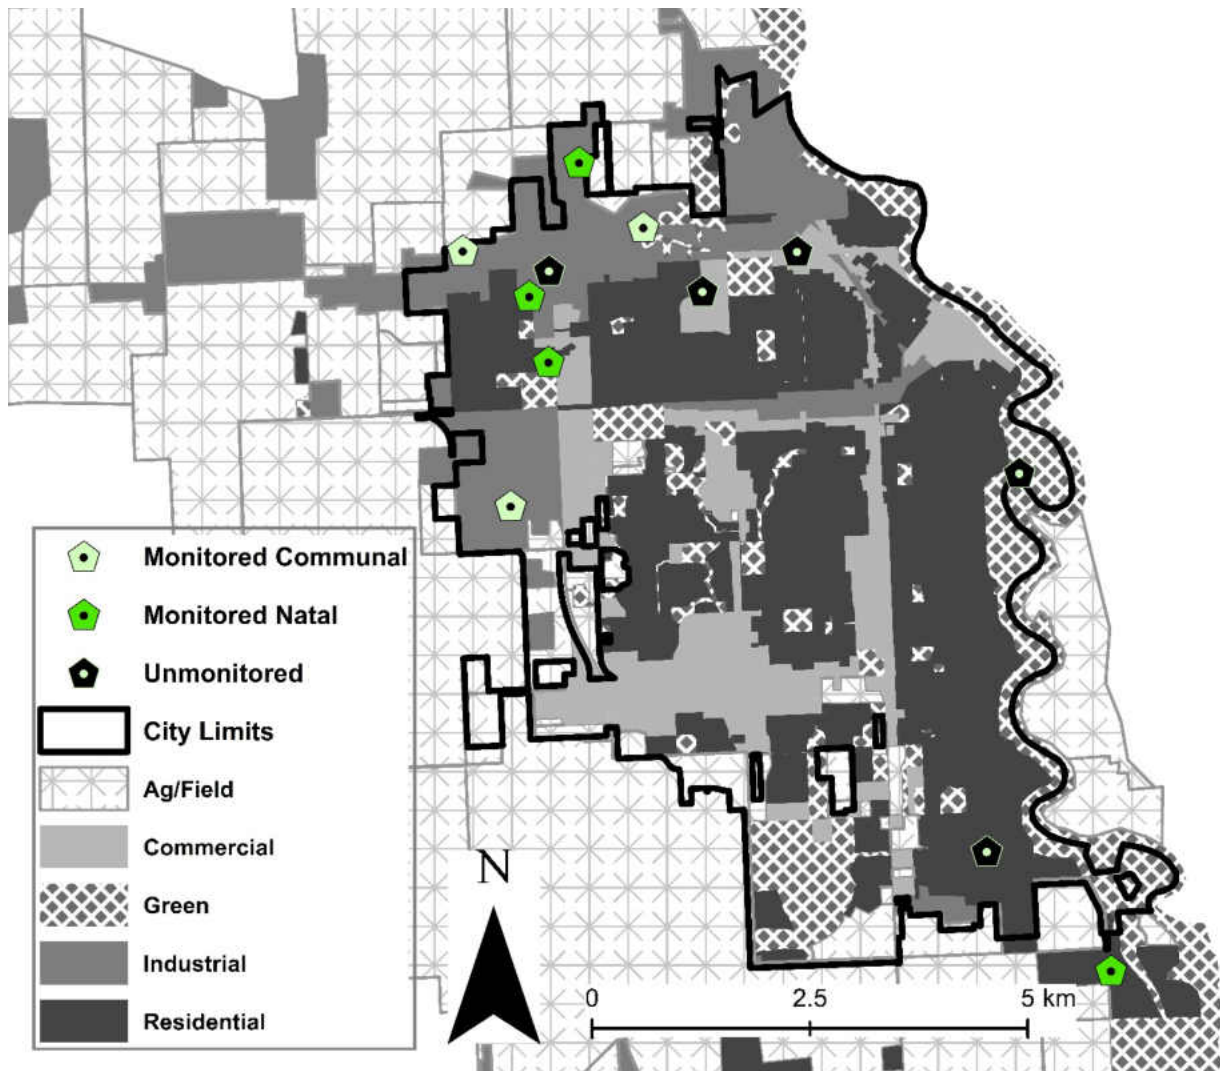 Monitored Communal
Monitored Natal
Unmonitored
City Limits
Ag/Field
Commercial
Green
Industrial
Residential
N
0 2.5 5 km